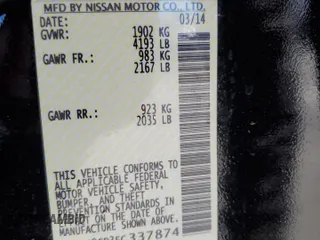 MFD BY NISSAN MOTOR CO., LTD.
DATE: 03/14
GVWR: 1902 KG
4193 LB
GAWR FR.: 983 KG
2167 LB
GAWR RR.: 923 KG
2035 LB
THIS VEHICLE CONFORMS TO
ALL APPLICABLE FEDERAL
MOTOR VEHICLE SAFETY,
BUMPER, AND THEFT
PREVENTION STANDARDS IN
EFFECT ON THE DATE OF
MANUFACTURE SHOWN ABOVE.
337874